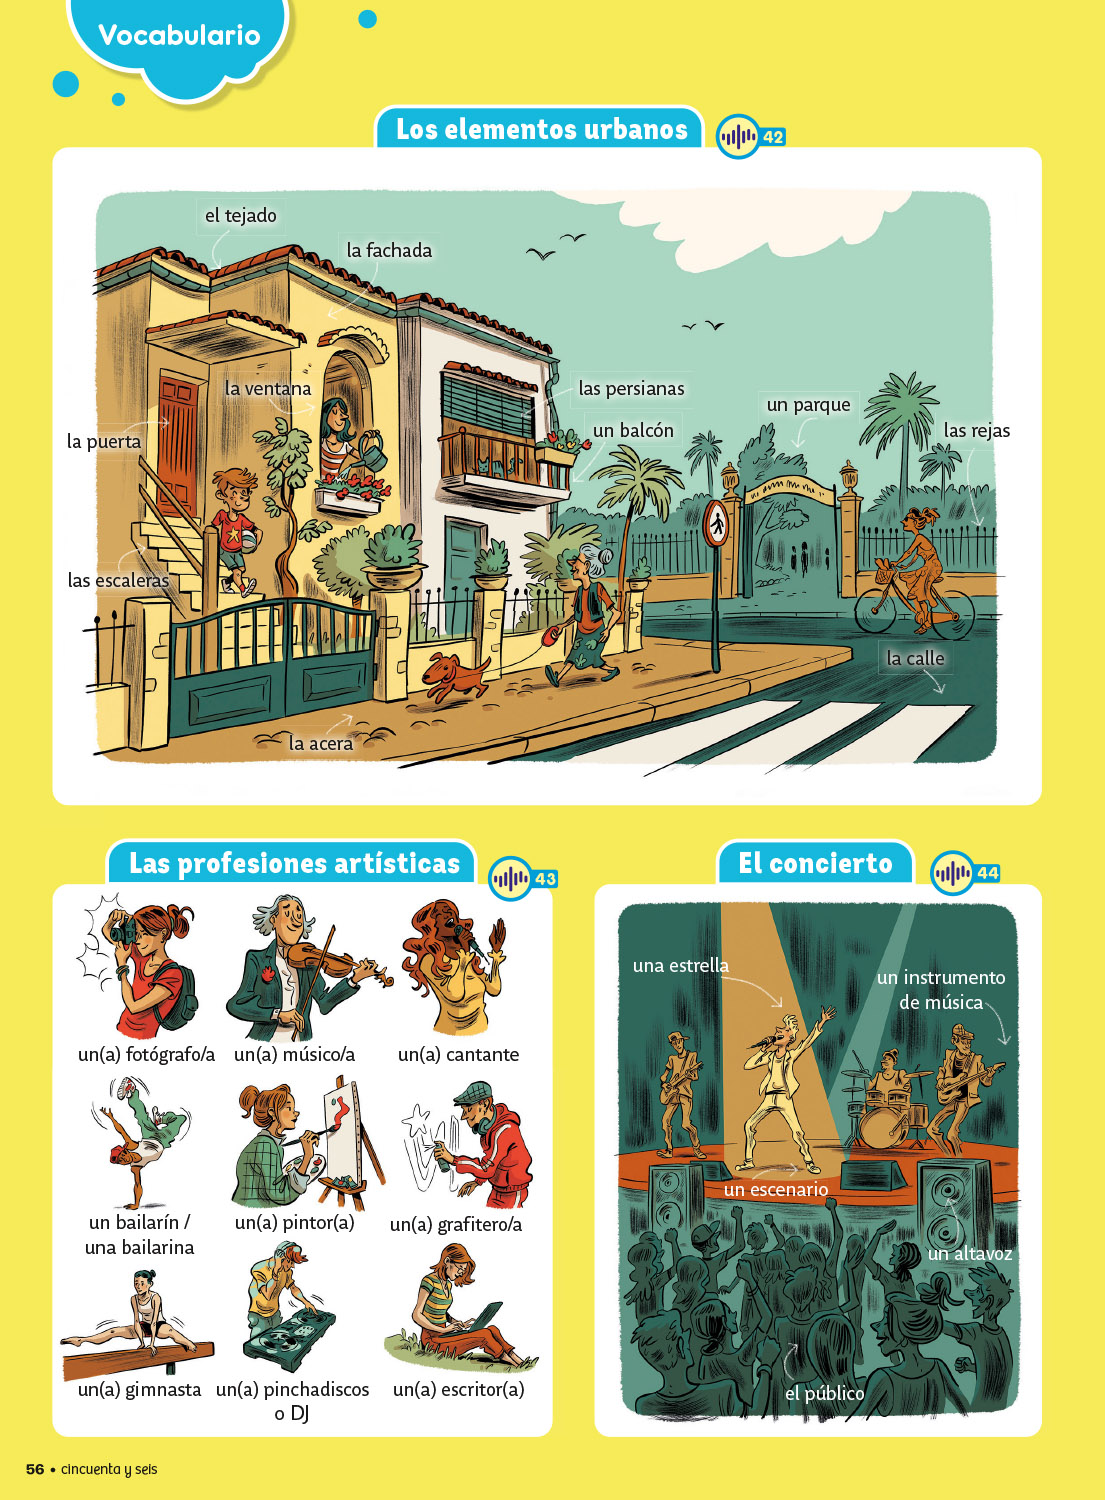 Vocabulario
Los elementos urbanos
42
el tejado
la fachada
la ventana
las persianas
un parque
la puerta
un balcón
las rejas
las escaleras
la calle
la acera
Las profesiones artísticas
43
un(a) fotógrafo/a
un(a) músico/a
un(a) cantante
un bailarín /
una bailarina
un(a) pintor(a)
un(a) grafitero/a
un(a) gimnasta
un(a) pinchadiscos
o DJ
un(a) escritor(a)
El concierto
44
una estrella
un instrumento
de música
un escenario
un altavoz
el público
56 • cincuenta y seis